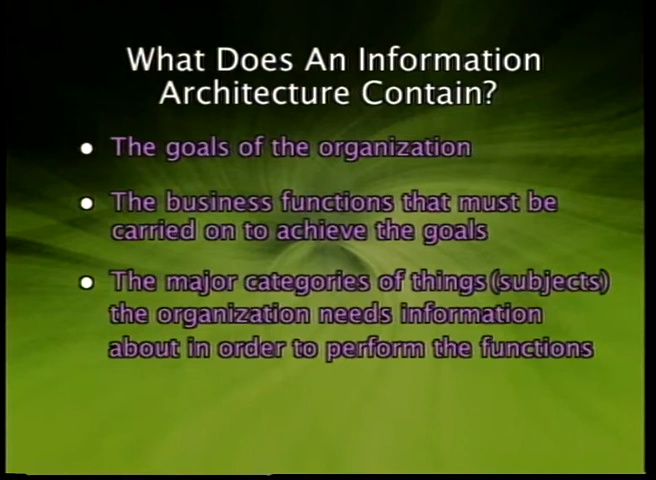 What Does An Information
Architecture Contain?
• The goals of the organization
• The business functions that must be
carried on to achieve the goals
• The major categories of things (subjects)
the organization needs information
about in order to perform the functions